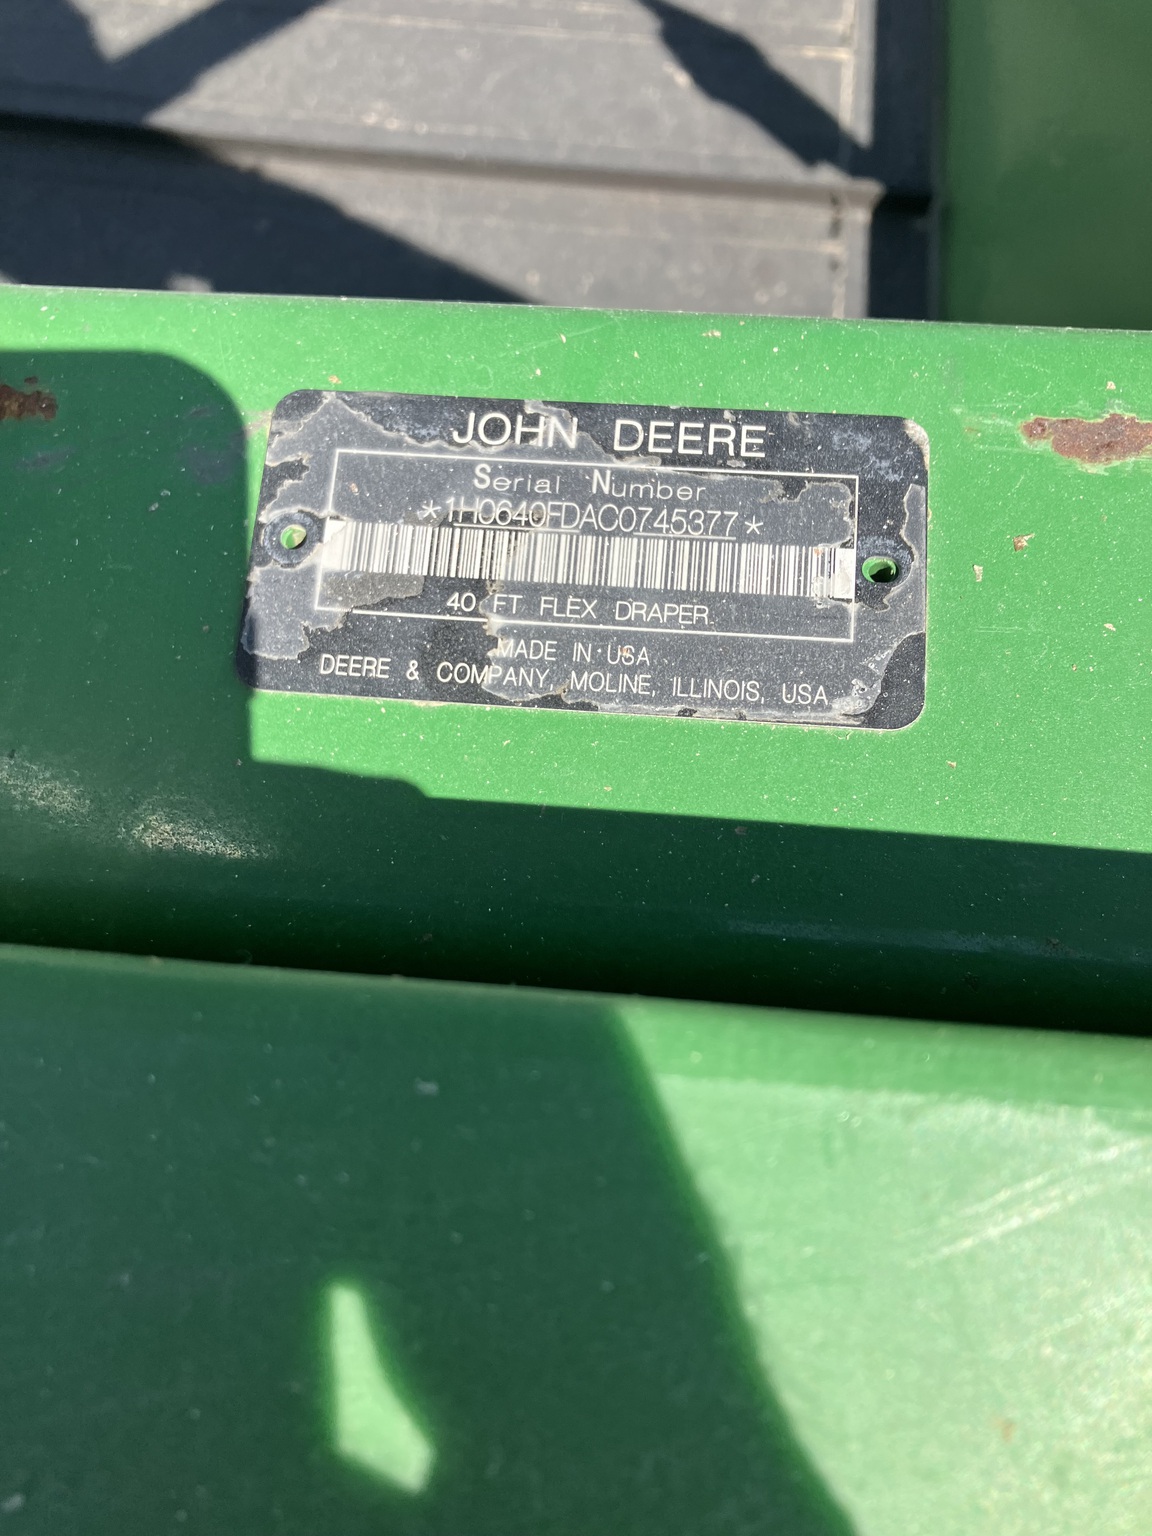 JOHN DEERE
Serial Number
*1H0640FDAC0745377*
40 FT FLEX DRAPER
MADE IN USA
DEERE & COMPANY, MOLINE, ILLINOIS, USA